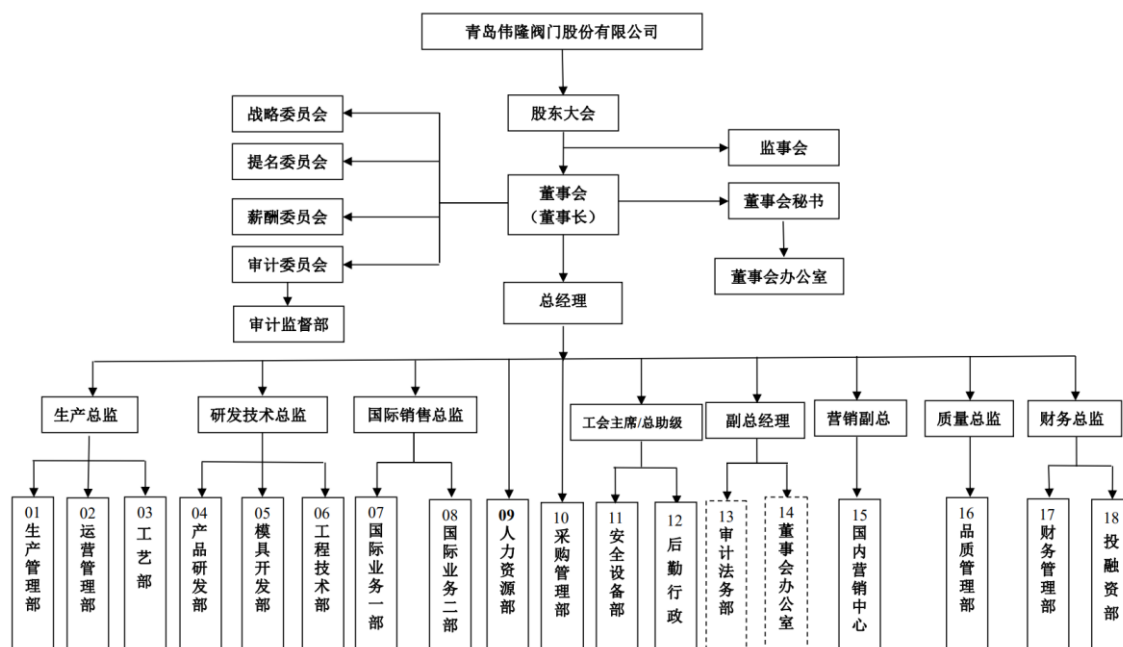 青岛伟隆阀门股份有限公司
股东大会
战略委员会
监事会
提名委员会
董事会
（董事长）
董事会秘书
薪酬委员会
审计委员会
董事会办公室
总经理
审计监督部
生产总监
研发技术总监
国际销售总监
工会主席/总助级
副总经理
营销副总
质量总监
财务总监
01生产管理部
02运营管理部
03工艺部
04产品研发部
05模具开发部
06工程技术部
07国际业务一部
08国际业务二部
09人力资源部
10采购管理部
11安全设备部
12后勤行政
13审计法务部
14董事会办公室
15国内营销中心
16品质管理部
17财务管理部
18投融资部